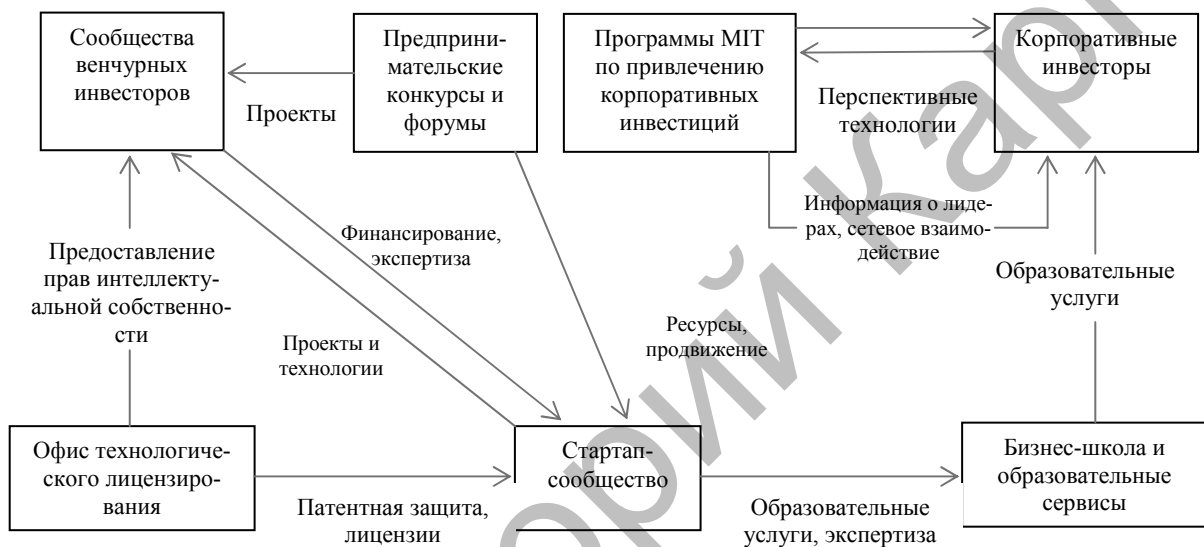 Сообщества
венчурных
инвесторов
Предприни-
мательские
конкурсы и
форумы
Программы MIT
по привлечению
корпоративных
инвестиций
Корпоративные
инвесторы
Проекты
Перспективные
технологии
Информация о лиде-
рах, сетевое взаимо-
действие
Финансирование,
экспертиза
Предоставление
прав интеллекту-
альной собственно-
сти
Образовательные
услуги
Проекты и
технологии
Ресурсы,
продвижение
Офис технологиче-
ского лицензиро-
вания
Стартап-
сообщество
Бизнес-школа и
образовательные
сервисы
Патентная защита,
лицензии
Образовательные
услуги, экспертиза